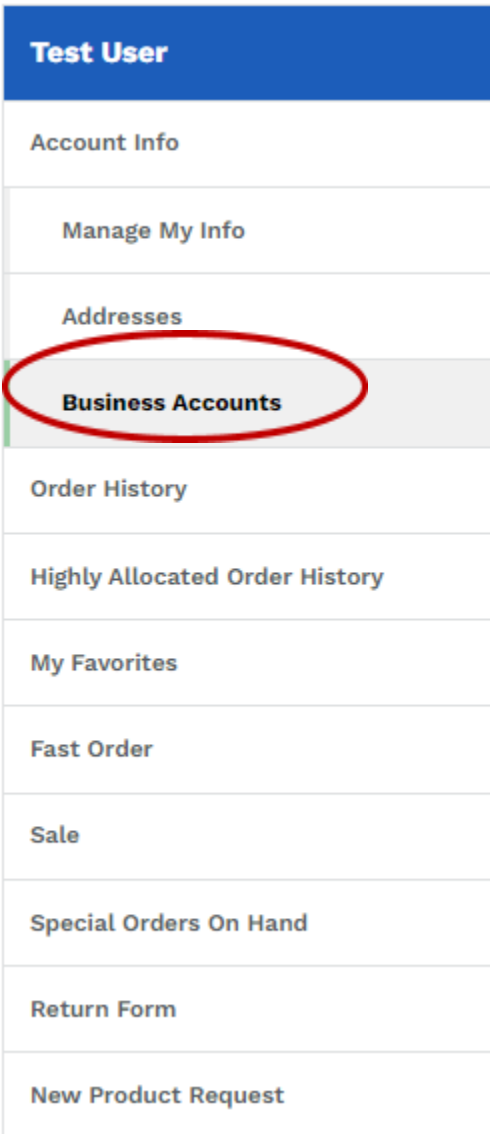 Test User
Account Info
Manage My Info
Addresses
Business Accounts
Order History
Highly Allocated Order History
My Favorites
Fast Order
Sale
Special Orders On Hand
Return Form
New Product Request